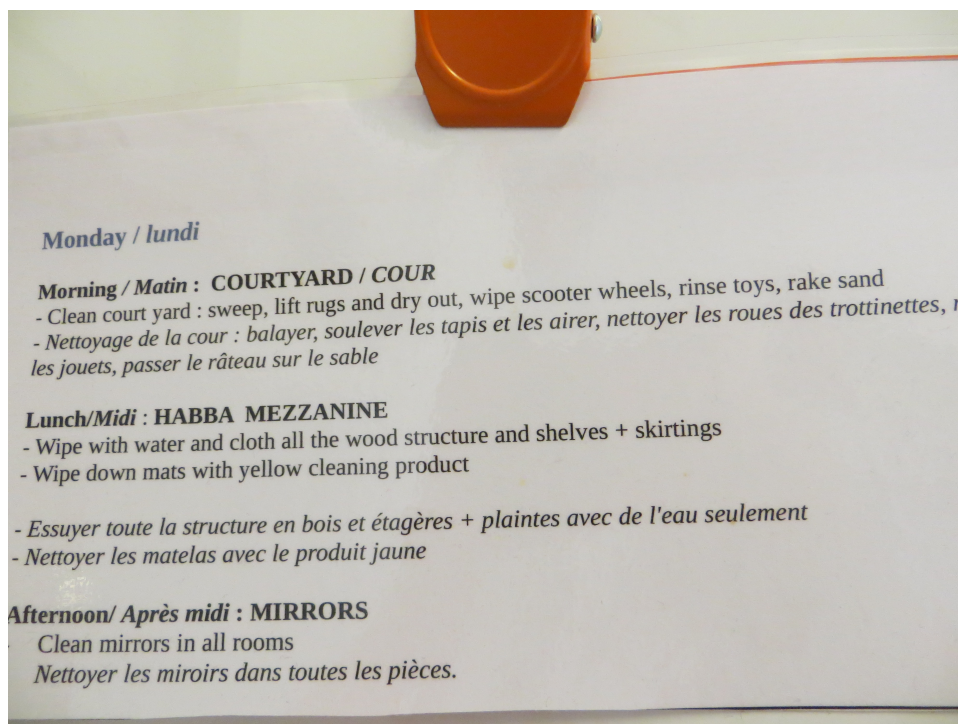 Monday / lundi
Morning / Matin : COURTYARD / COUR
- Clean court yard : sweep, lift rugs and dry out, wipe scooter wheels, rinse toys, rake sand
- Nettoyage de la cour : balayer, soulever les tapis et les airer, nettoyer les roues des trottinettes,
les jouets, passer le râteau sur le sable
Lunch/Midi : HABBA MEZZANINE
- Wipe with water and cloth all the wood structure and shelves + skirtings
- Wipe down mats with yellow cleaning product
- Essuyer toute la structure en bois et étagères + plaintes avec de l'eau seulement
- Nettoyer les matelas avec le produit jaune
Afternoon/ Après midi : MIRRORS
- Clean mirrors in all rooms
Nettoyer les miroirs dans toutes les pièces.